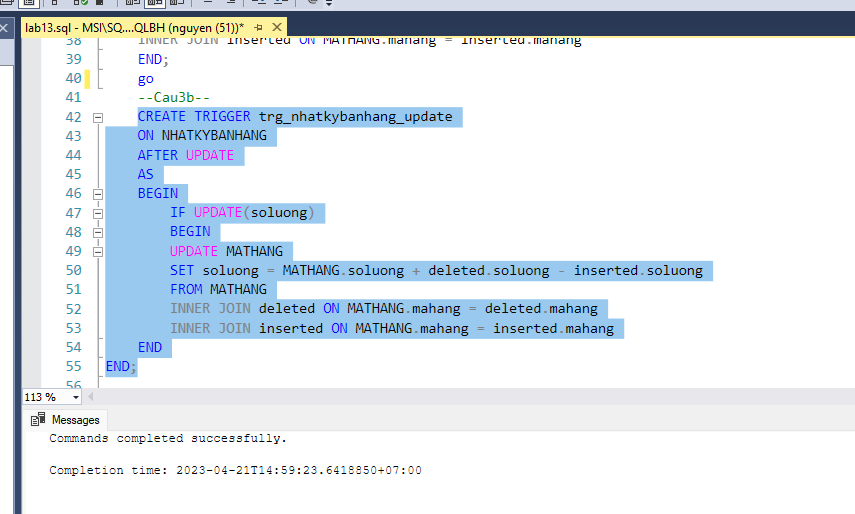 lab13.sql - MSI\SQ....QLBH (nguyen (51))*
38 INNER JOIN inserted ON MATHANG.mahang = inserted.mahang
39 END;
40 go
41 --Cau3b--
42 CREATE TRIGGER trg_nhatkybanhang_update
43 ON NHATKYBANHANG
44 AFTER UPDATE
45 AS
46 BEGIN
47 IF UPDATE(soluong)
48 BEGIN
49 UPDATE MATHANG
50 SET soluong = MATHANG.soluong + deleted.soluong - inserted.soluong
51 FROM MATHANG
52 INNER JOIN deleted ON MATHANG.mahang = deleted.mahang
53 INNER JOIN inserted ON MATHANG.mahang = inserted.mahang
54 END
55 END;
56
113 %
Messages
Commands completed successfully.
Completion time: 2023-04-21T14:59:23.6418850+07:00